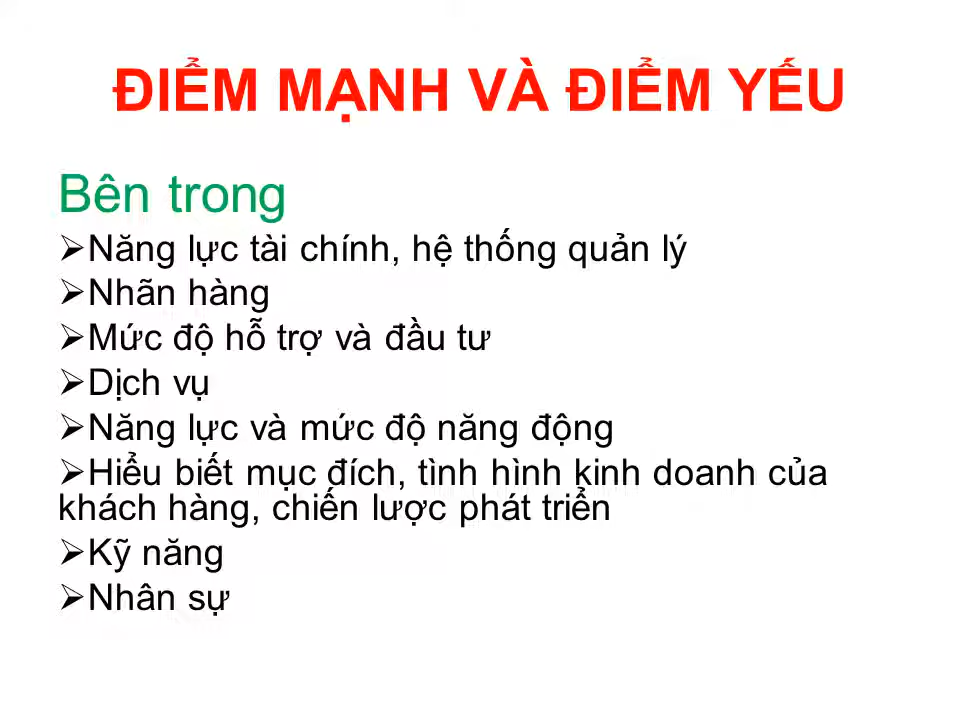 ĐIỂM MẠNH VÀ ĐIỂM YẾU
Bên trong
➢Năng lực tài chính, hệ thống quản lý
➢Nhãn hàng
➢Mức độ hỗ trợ và đầu tư
➢Dịch vụ
➢Năng lực và mức độ năng động
➢Hiểu biết mục đích, tình hình kinh doanh của
khách hàng, chiến lược phát triển
➢Kỹ năng
➢Nhân sự